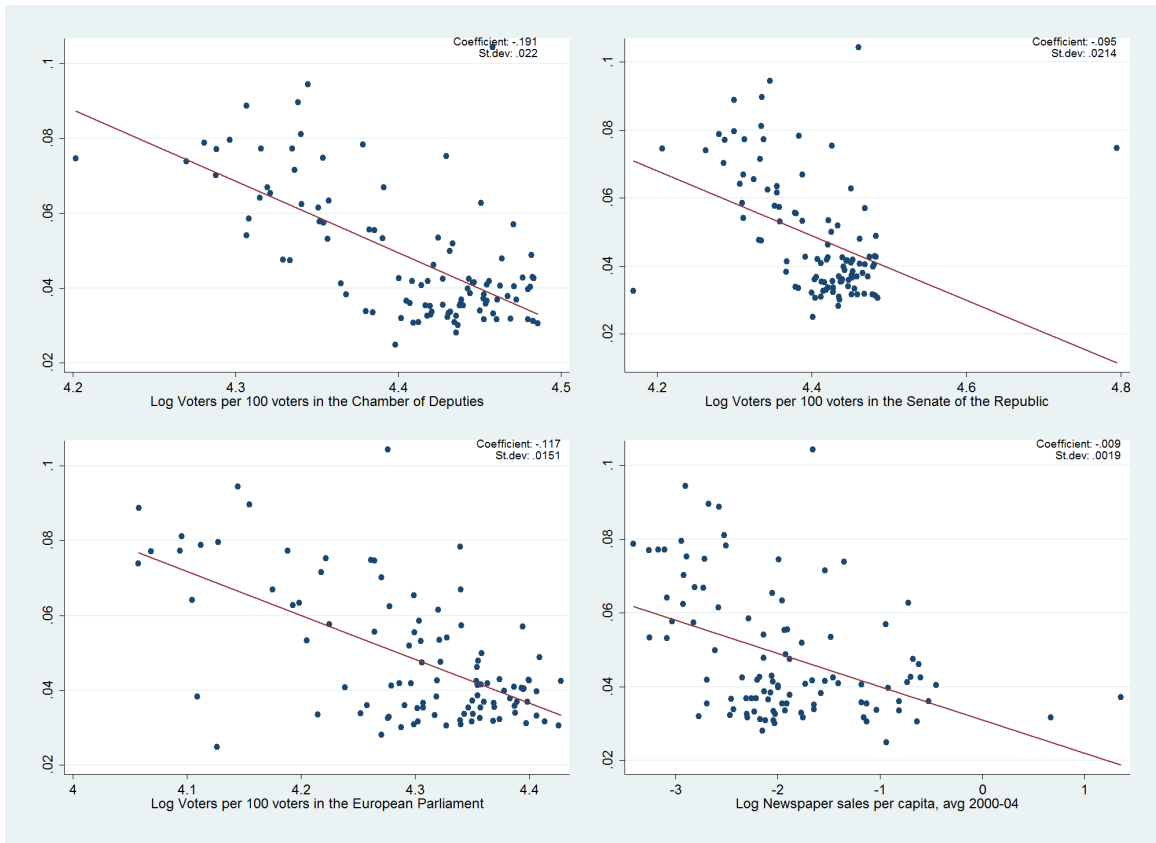 Coefficient: -.191
St.dev: .022
.1
.08
.06
.04
.02
4.2 4.3 4.4 4.5
Log Voters per 100 voters in the Chamber of Deputies
Coefficient: -.095
St.dev: .0214
.1
.08
.06
.04
.02
4.2 4.4 4.6 4.8
Log Voters per 100 voters in the Senate of the Republic
Coefficient: -.117
St.dev: .0151
.1
.08
.06
.04
.02
4 4.1 4.2 4.3 4.4
Log Voters per 100 voters in the European Parliament
Coefficient: -.009
St.dev: .0019
.1
.08
.06
.04
.02
-3 -2 -1 0 1
Log Newspaper sales per capita, avg 2000-04